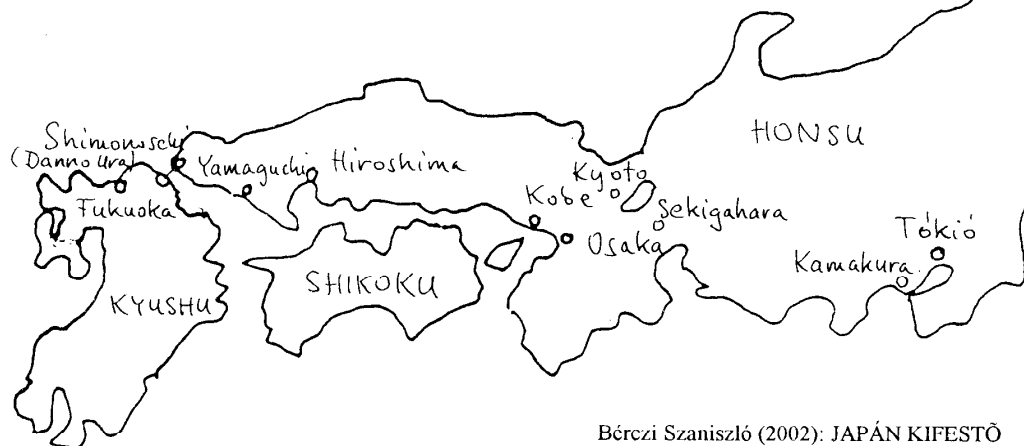 HONSU
Shimonoseki
(Danno Ura)
Yamaguchi
Hiroshima
Kyoto
Kobe
Fukuoka
Sekigahara
Osaka
Tókió
Kamakura
SHIKOKU
KYUSHU
Bérczi Szaniszló (2002): JAPÁN KIFESTÕ